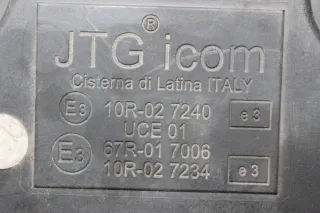 ®
JTG icom
Cisterna di Latina ITALY
E3 10R-02 7240 e3
UCE 01
E3 67R-01 7006
10R-02 7234 e3